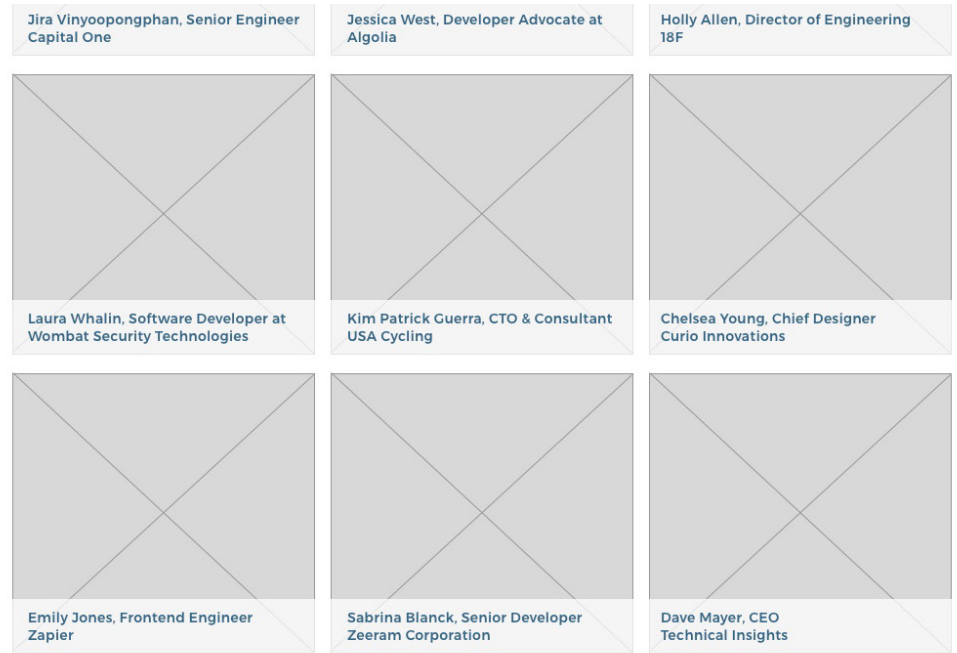 Jira Vinyoopongphan, Senior Engineer
Capital One
Jessica West, Developer Advocate at
Algolia
Holly Allen, Director of Engineering
18F
Laura Whalin, Software Developer at
Wombat Security Technologies
Kim Patrick Guerra, CTO & Consultant
USA Cycling
Chelsea Young, Chief Designer
Curio Innovations
Emily Jones, Frontend Engineer
Zapier
Sabrina Blanck, Senior Developer
Zeeram Corporation
Dave Mayer, CEO
Technical Insights